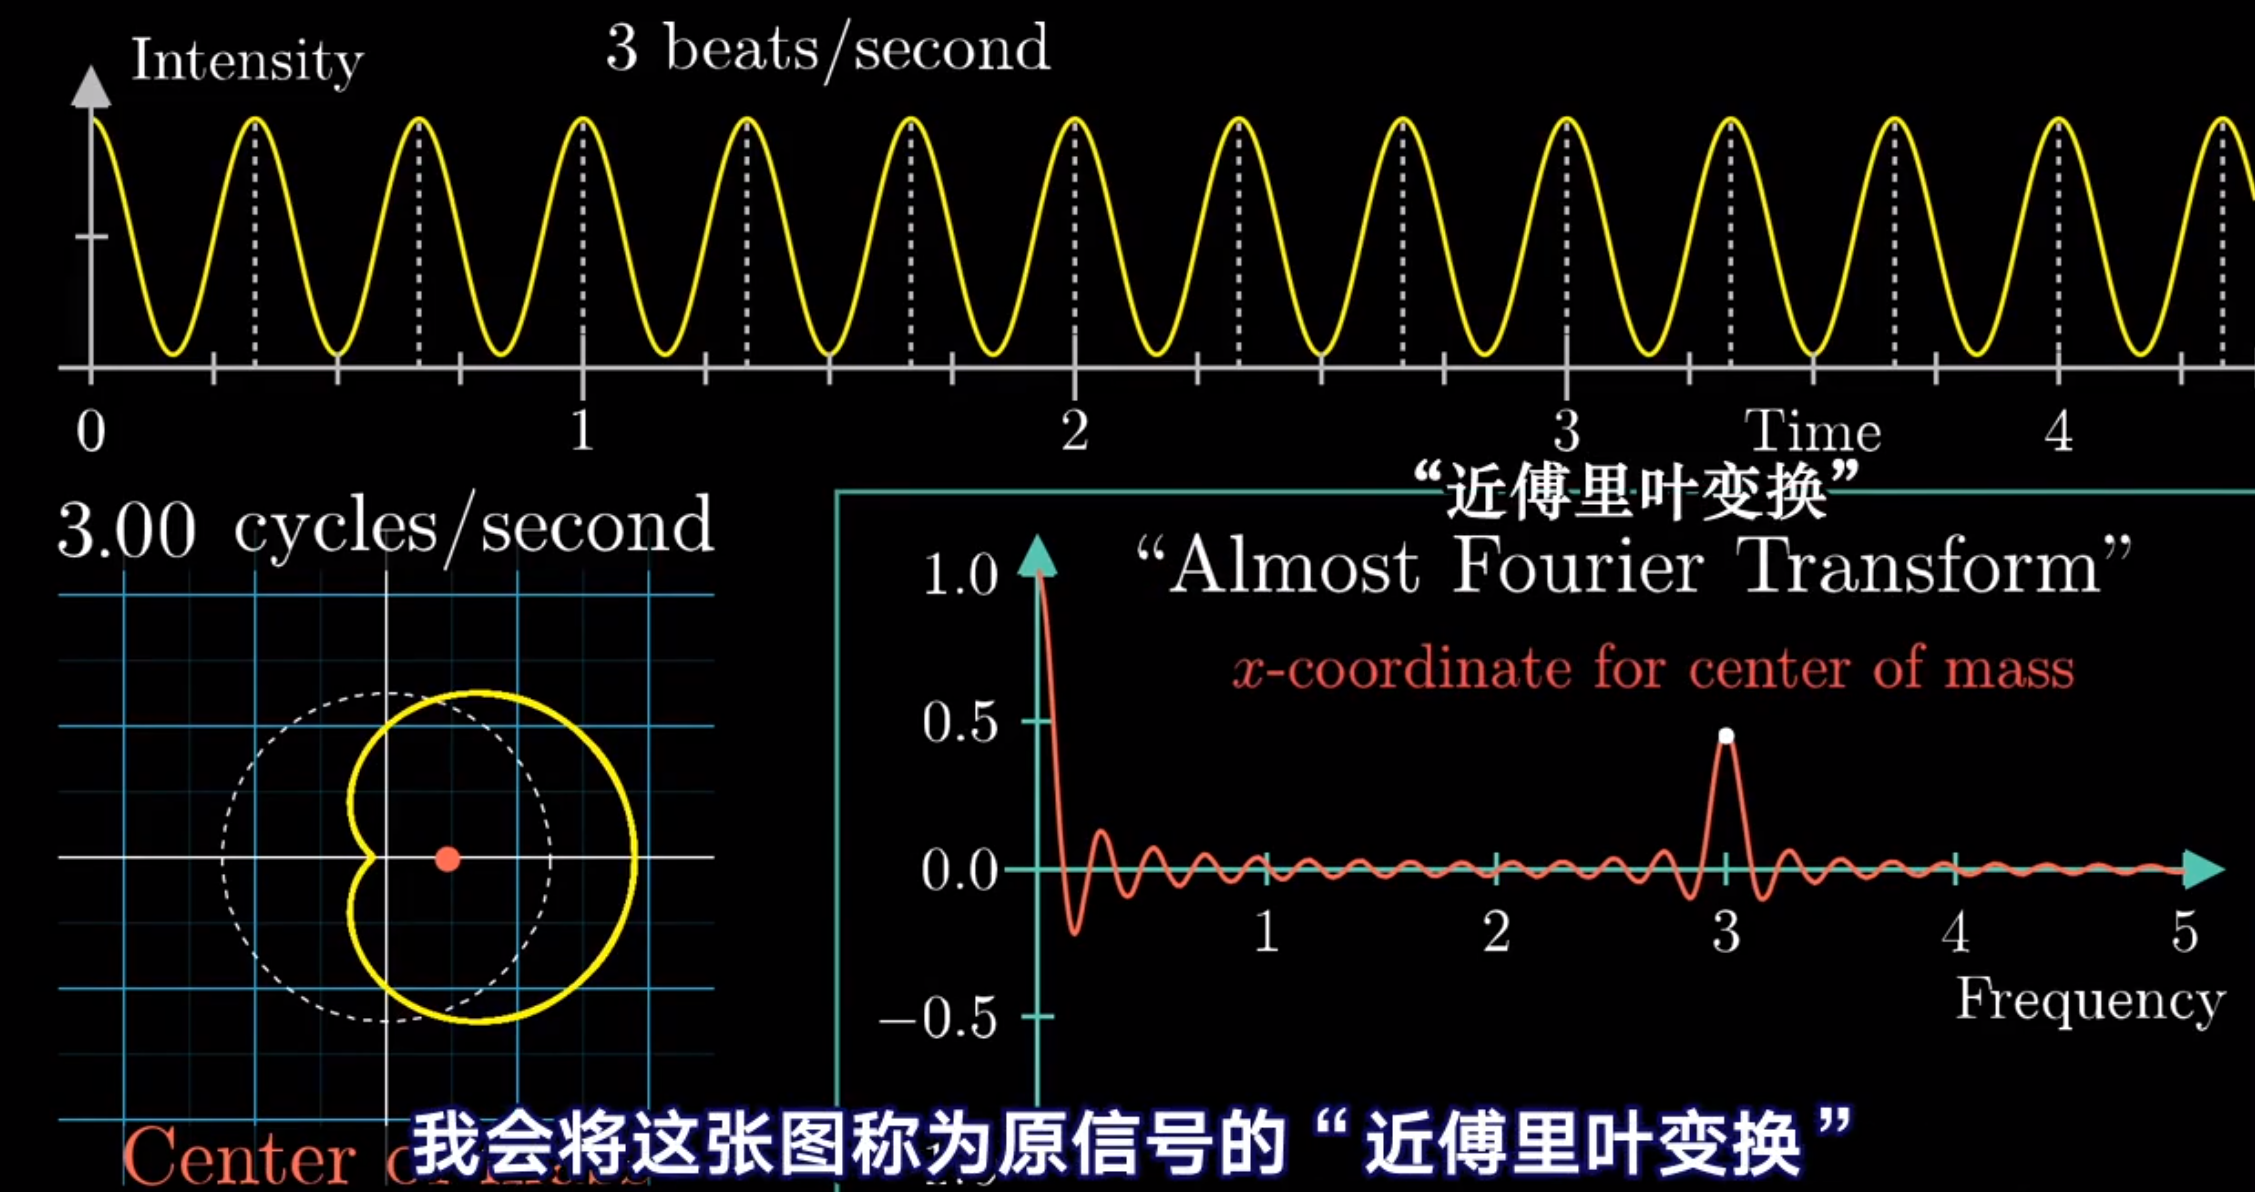 Intensity
3 beats/second
0
1
2
3
Time
4
“近傅里叶变换”
3.00 cycles/second
“Almost Fourier Transform”
x-coordinate for center of mass
1.0
0.5
0.0
−0.5
1
2
3
4
5
Frequency
Center of mass
我会将这张图称为原信号的“近傅里叶变换”